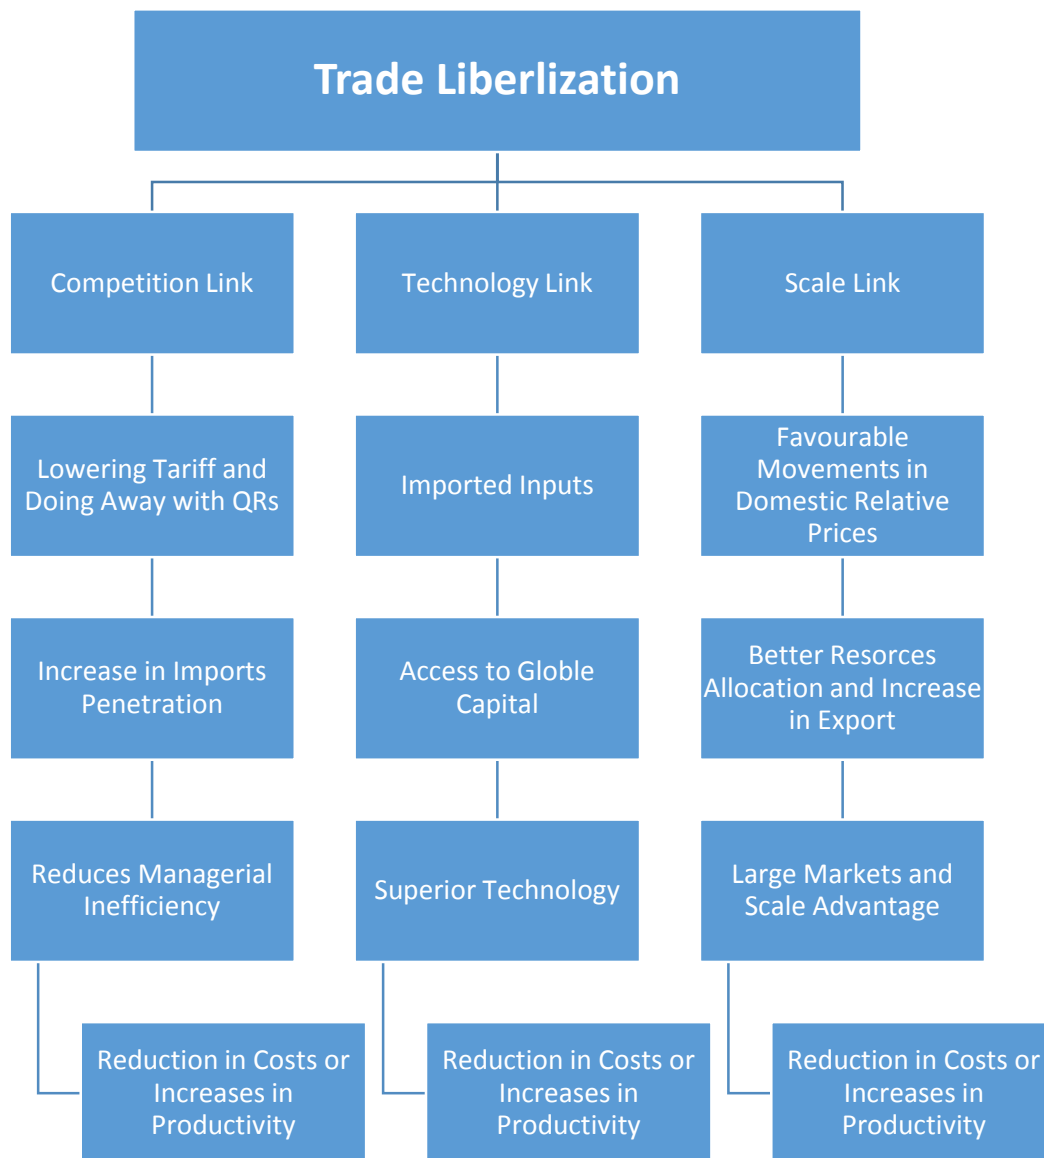 Trade Liberlization
Competition Link
Technology Link
Scale Link
Lowering Tariff and
Doing Away with QRs
Imported Inputs
Favourable
Movements in
Domestic Relative
Prices
Increase in Imports
Penetration
Access to Globle
Capital
Better Resorces
Allocation and Increase
in Export
Reduces Managerial
Inefficiency
Superior Technology
Large Markets and
Scale Advantage
Reduction in Costs or
Increases in
Productivity
Reduction in Costs or
Increases in
Productivity
Reduction in Costs or
Increases in
Productivity